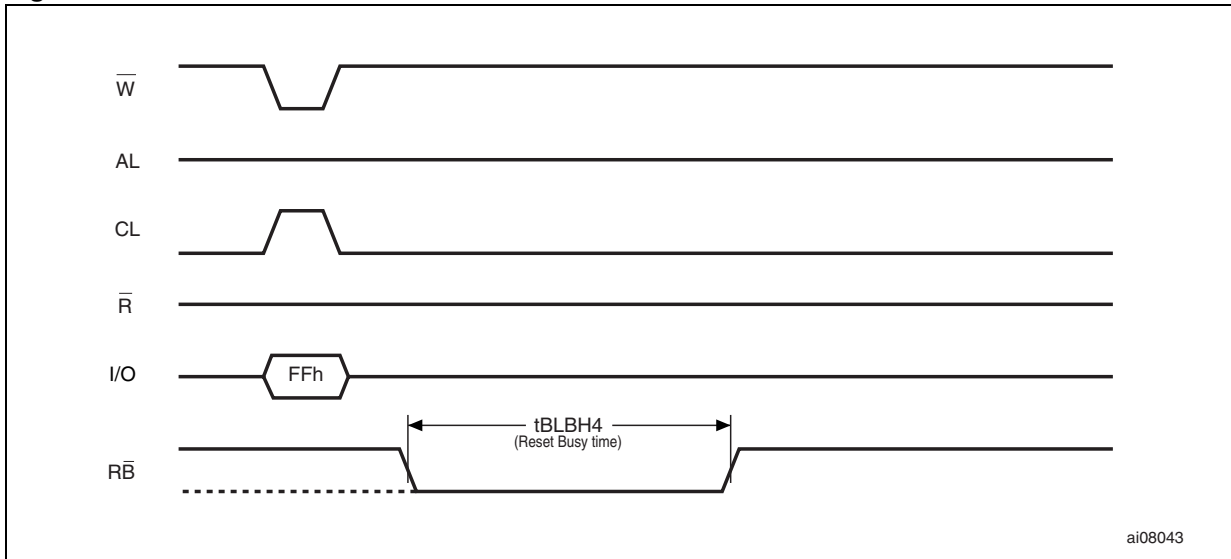 W̅
AL
CL
R̅
I/O
FFh
tBLBH4
(Reset Busy time)
RB̅
ai08043